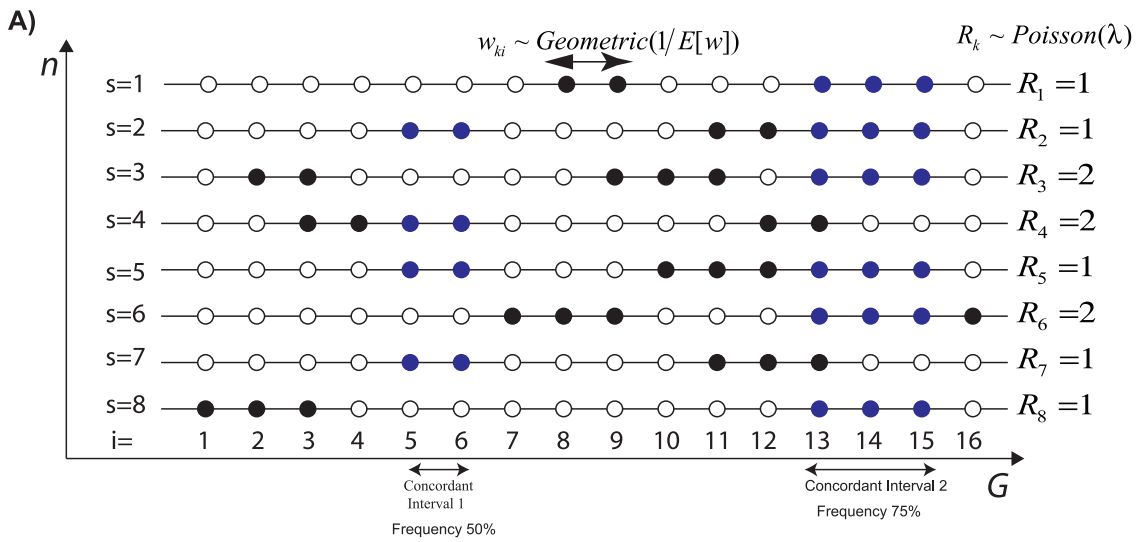 A)
w_ki ~ Geometric(1/E[w])
R_k ~ Poisson(λ)
n
s=1 R_1 =1
s=2 R_2 =1
s=3 R_3 =2
s=4 R_4 =2
s=5 R_5 =1
s=6 R_6 =2
s=7 R_7 =1
s=8 R_8 =1
i= 1 2 3 4 5 6 7 8 9 10 11 12 13 14 15 16
G
Concordant
Interval 1
Frequency 50%
Concordant Interval 2
Frequency 75%